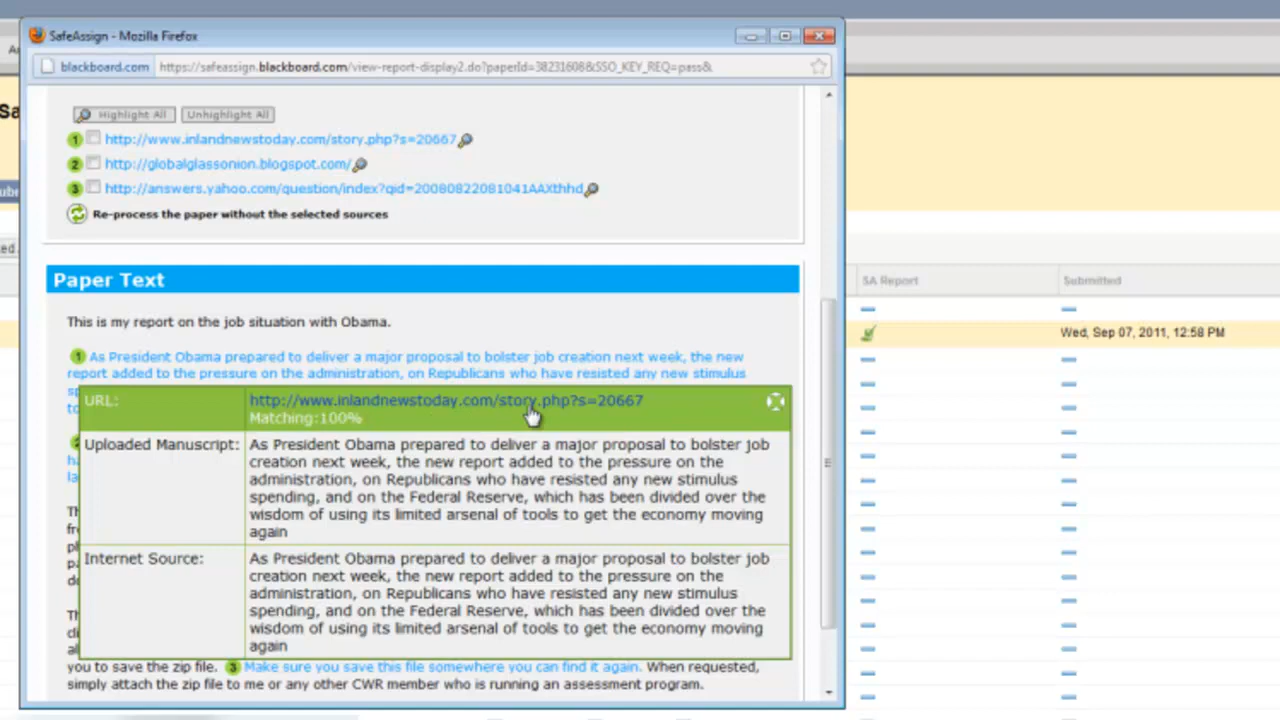 SafeAssign - Mozilla Firefox
blackboard.com https://safeassign.blackboard.com/view-report-display2.do?paperId=38231608&SSO_KEY_REQ=pass&
Highlight All Unhighlight All
1 http://www.inlandnewstoday.com/story.php?s=20667
2 http://globalglassonion.blogspot.com/
3 http://answers.yahoo.com/question/index?qid=20080822081041AAXthhd
Re-process the paper without the selected sources
Paper Text
SA Report Submitted
This is my report on the job situation with Obama.
Wed, Sep 07, 2011, 12:58 PM
1 As President Obama prepared to deliver a major proposal to bolster job creation next week, the new
report added to the pressure on the administration, on Republicans who have resisted any new stimulus
URL: http://www.inlandnewstoday.com/story.php?s=20667
Matching:100%
Uploaded Manuscript: As President Obama prepared to deliver a major proposal to bolster job
creation next week, the new report added to the pressure on the
administration, on Republicans who have resisted any new stimulus
spending, and on the Federal Reserve, which has been divided over the
wisdom of using its limited arsenal of tools to get the economy moving
again
Internet Source: As President Obama prepared to deliver a major proposal to bolster job
creation next week, the new report added to the pressure on the
administration, on Republicans who have resisted any new stimulus
spending, and on the Federal Reserve, which has been divided over the
wisdom of using its limited arsenal of tools to get the economy moving
again
you to save the zip file. 3 Make sure you save this file somewhere you can find it again. When requested,
simply attach the zip file to me or any other CWR member who is running an assessment program.